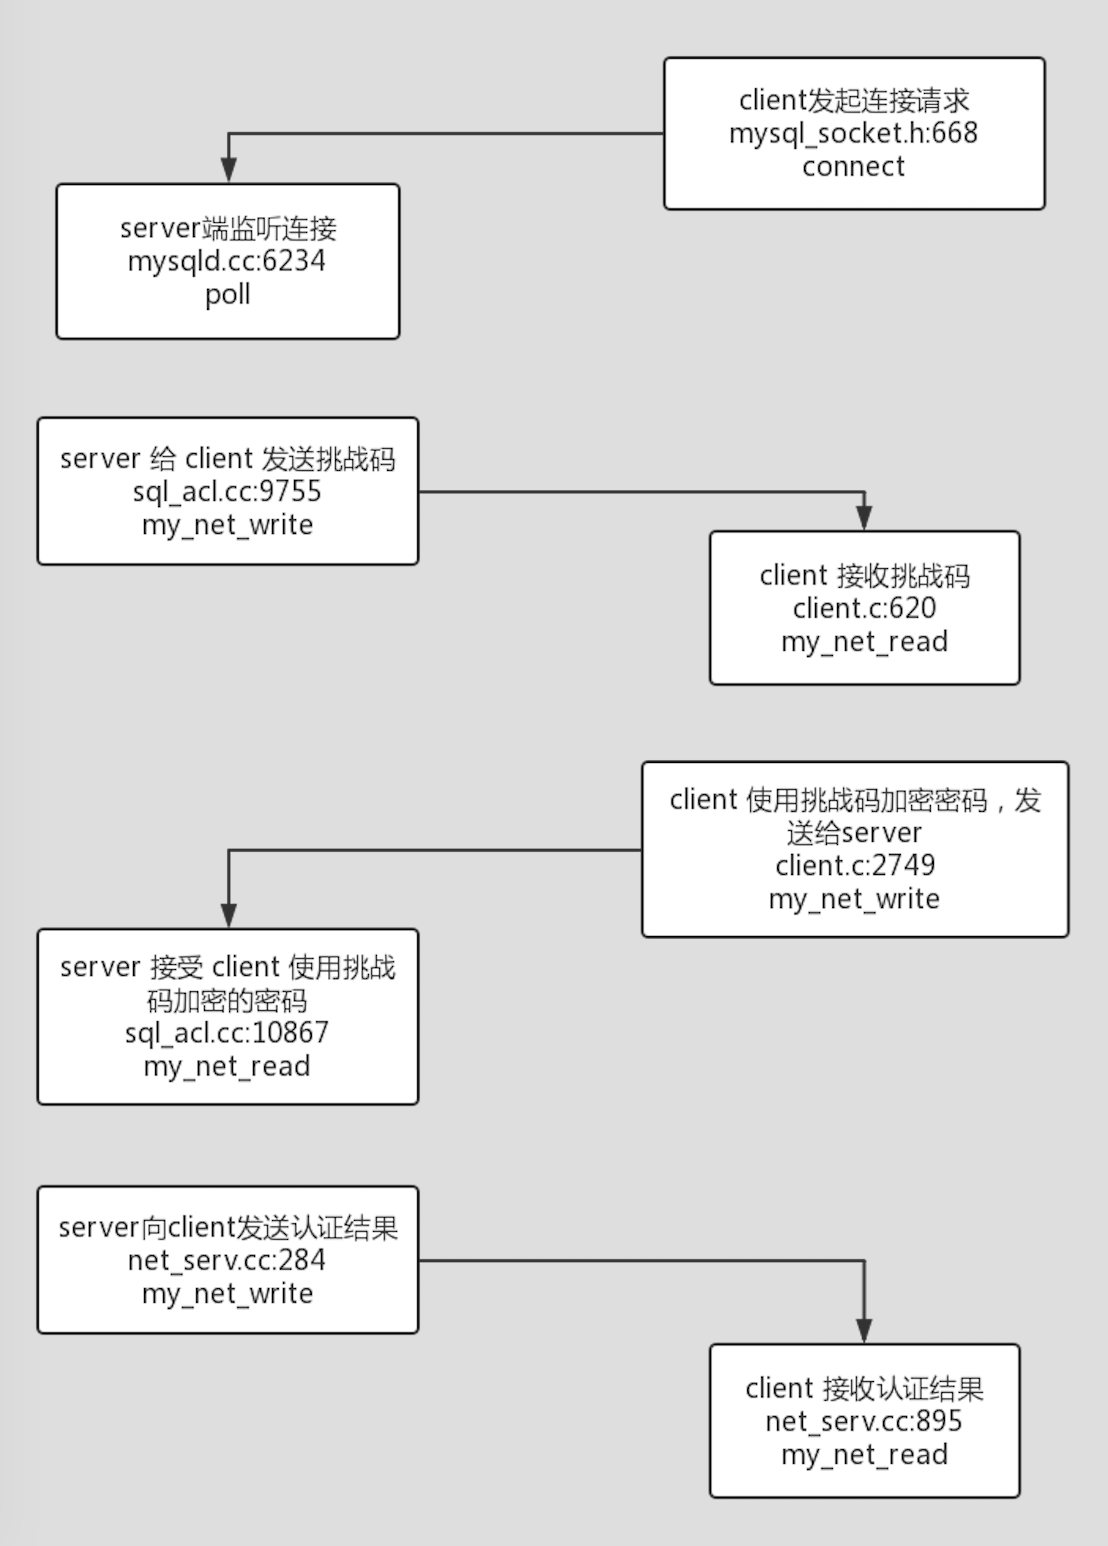 client发起连接请求
mysql_socket.h:668
connect
server端监听连接
mysqld.cc:6234
poll
server 给 client 发送挑战码
sql_acl.cc:9755
my_net_write
client 接收挑战码
client.c:620
my_net_read
client 使用挑战码加密密码，发
送给server
client.c:2749
my_net_write
server 接受 client 使用挑战
码加密的密码
sql_acl.cc:10867
my_net_read
server向client发送认证结果
net_serv.cc:284
my_net_write
client 接收认证结果
net_serv.cc:895
my_net_read